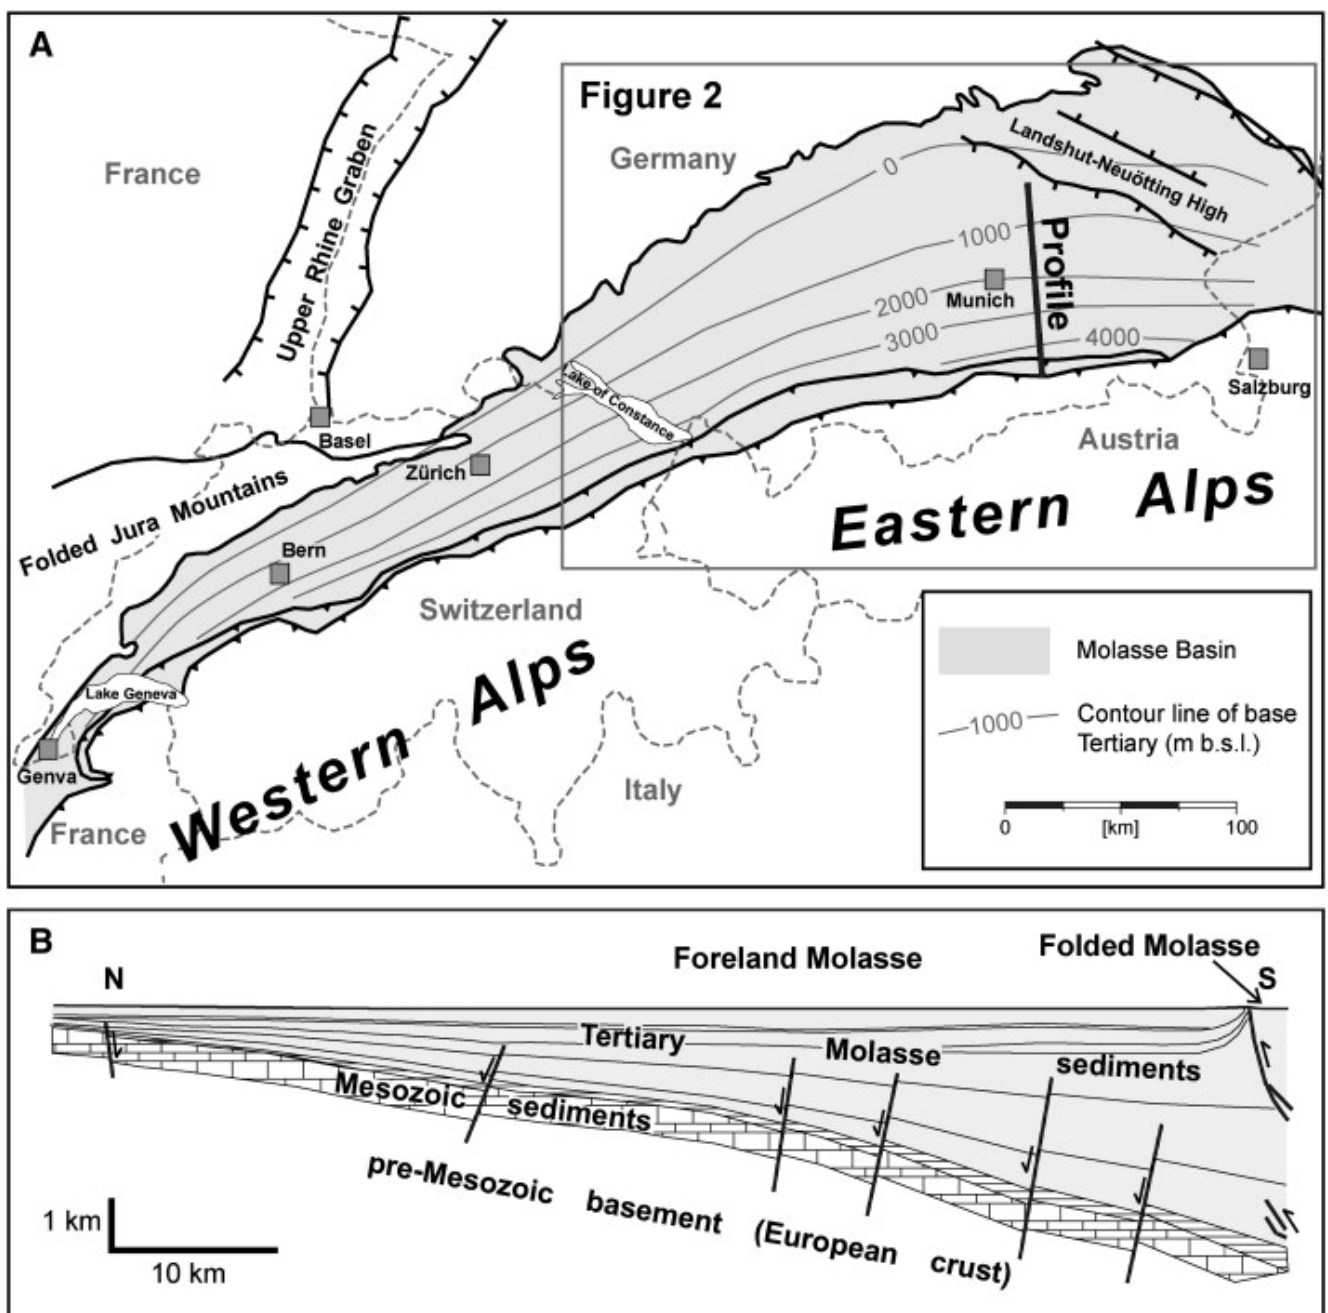 A
Figure 2
France
Germany
Upper Rhine Graben
Landshut-Neuötting High
0
1000
Profile
2000
Munich
3000
4000
Salzburg
Lake of Constance
Basel
Zürich
Austria
Folded Jura Mountains
Eastern Alps
Bern
Switzerland
Western Alps
Lake Geneva
Genva
France
Italy
Molasse Basin
1000
Contour line of base
Tertiary (m b.s.l.)
0 [km] 100
B
N
Foreland Molasse
Folded Molasse
S
Tertiary Molasse sediments
Mesozoic sediments
pre-Mesozoic basement (European crust)
1 km
10 km